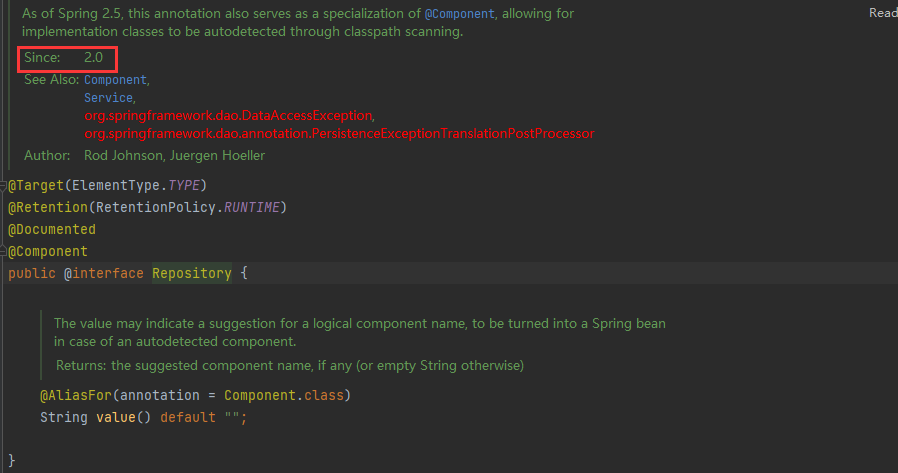 As of Spring 2.5, this annotation also serves as a specialization of @Component, allowing for
Read
implementation classes to be autodetected through classpath scanning.
Since: 2.0
See Also: Component,
Service,
org.springframework.dao.DataAccessException,
org.springframework.dao.annotation.PersistenceExceptionTranslationPostProcessor
Author: Rod Johnson, Juergen Hoeller
@Target(ElementType.TYPE)
@Retention(RetentionPolicy.RUNTIME)
@Documented
@Component
public @interface Repository {
The value may indicate a suggestion for a logical component name, to be turned into a Spring bean
in case of an autodetected component.
Returns: the suggested component name, if any (or empty String otherwise)
@AliasFor(annotation = Component.class)
String value() default "";
}